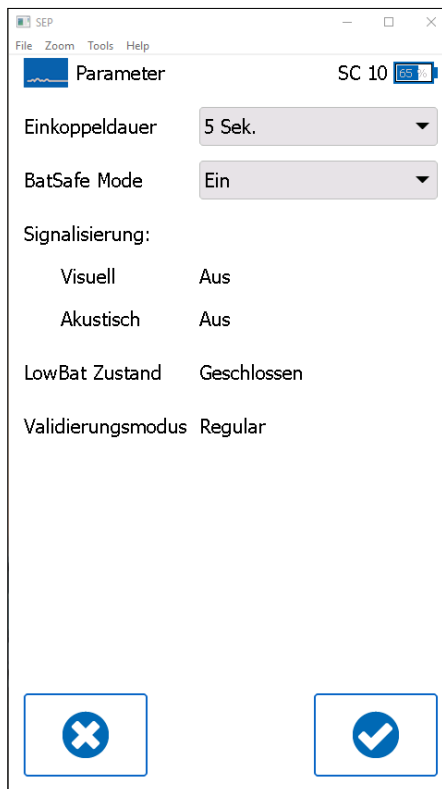 SEP
File Zoom Tools Help
Parameter SC 10 65 %
Einkoppeldauer 5 Sek.
BatSafe Mode Ein
Signalisierung:
Visuell Aus
Akustisch Aus
LowBat Zustand Geschlossen
Validierungsmodus Regular